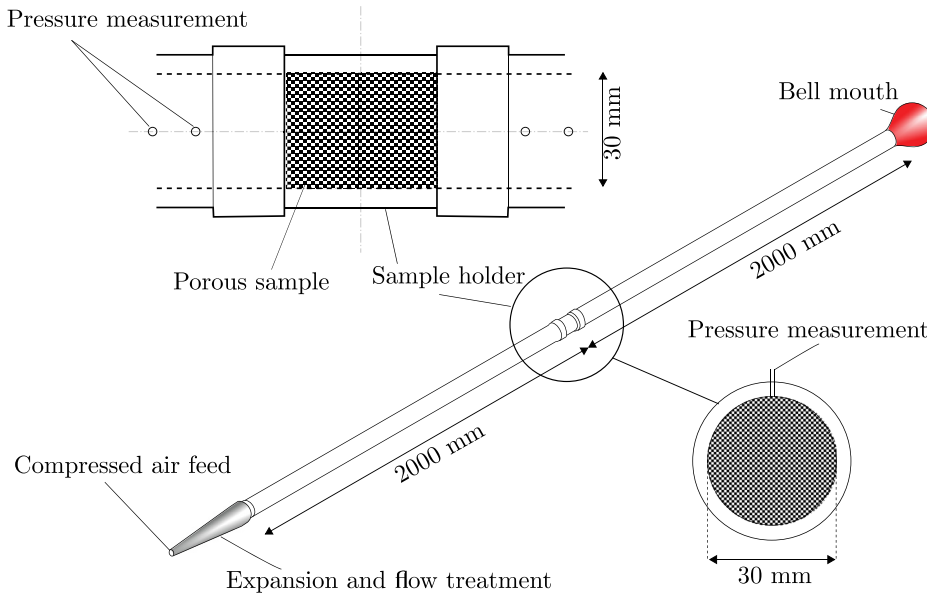 Pressure measurement
30 mm
Bell mouth
2000 mm
Porous sample
Sample holder
Pressure measurement
2000 mm
Compressed air feed
30 mm
Expansion and flow treatment